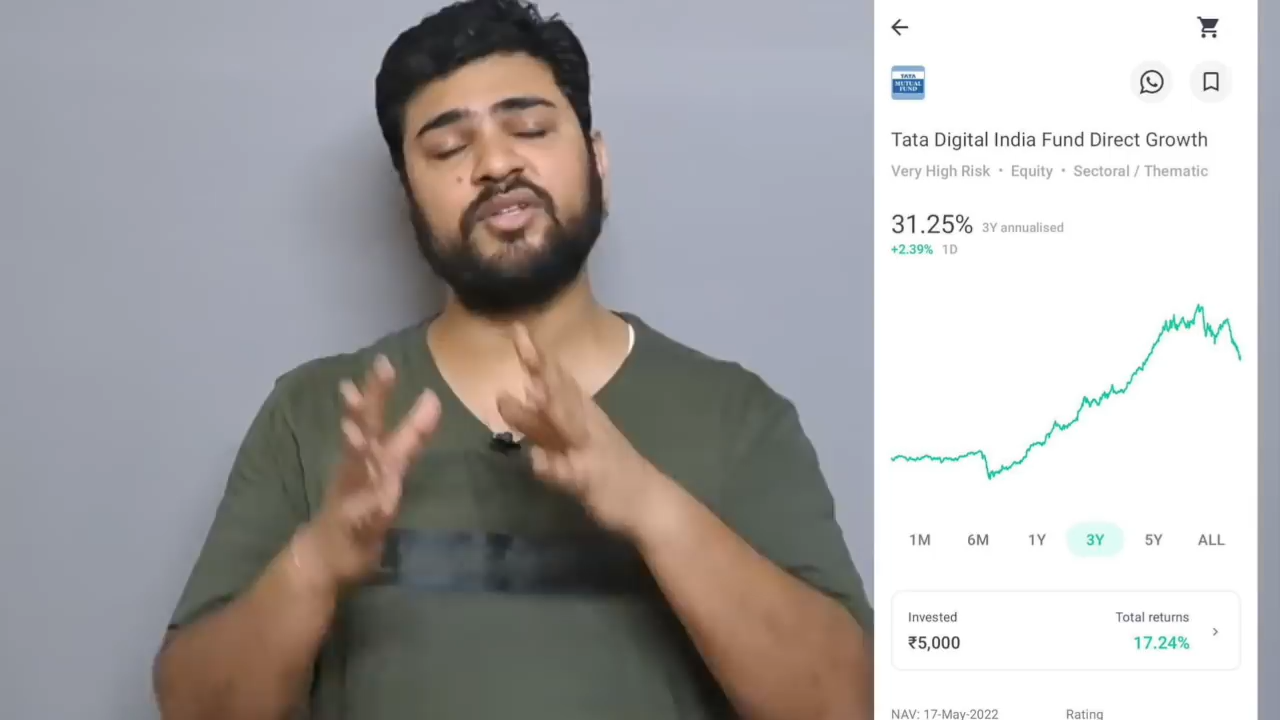 TATA
MUTUAL
FUND
Tata Digital India Fund Direct Growth
Very High Risk • Equity • Sectoral / Thematic
31.25% 3Y annualised
+2.39% 1D
1M 6M 1Y 3Y 5Y ALL
Invested Total returns
₹5,000 17.24%
NAV: 17-May-2022 Rating